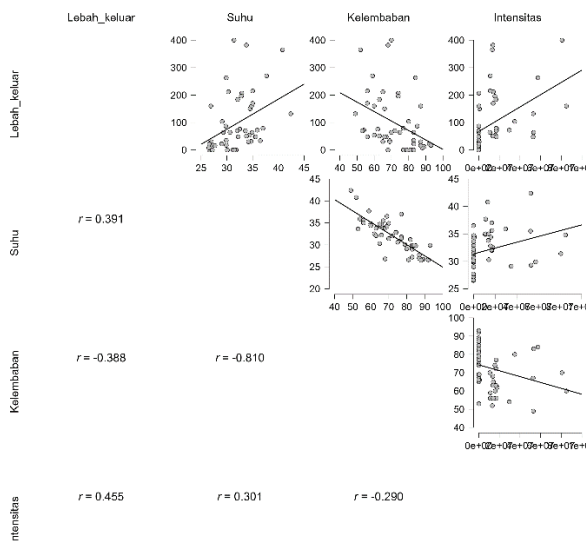 Lebah_keluar Suhu Kelembaban Intensitas
Lebah_keluar
400
300
200
100
0
25 30 35 40 45
400
300
200
100
0
40 50 60 70 80 90 100
400
300
200
100
0
Suhu
r = 0.391
45
40
35
30
25
20
40 50 60 70 80 90 100
45
40
35
30
25
Kelembaban
r = -0.388
r = -0.810
100
90
80
70
60
50
40
ntensitas
r = 0.455
r = 0.301
r = -0.290